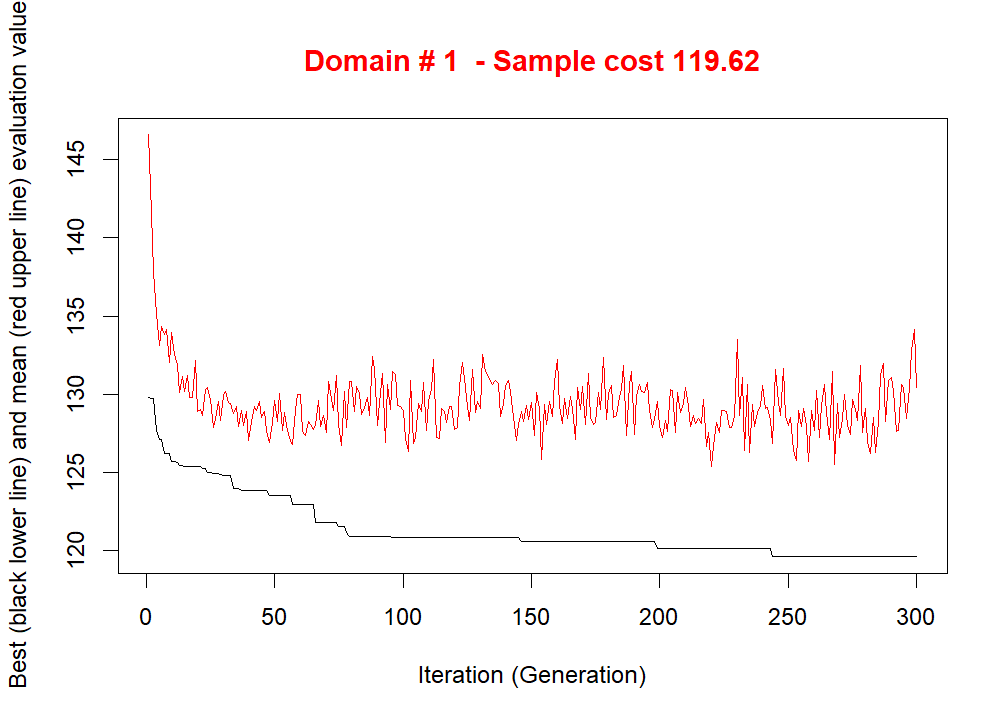 Domain # 1  - Sample cost 119.62
Best (black lower line) and mean (red upper line) evaluation value
145
140
135
130
125
120
0 50 100 150 200 250 300
Iteration (Generation)